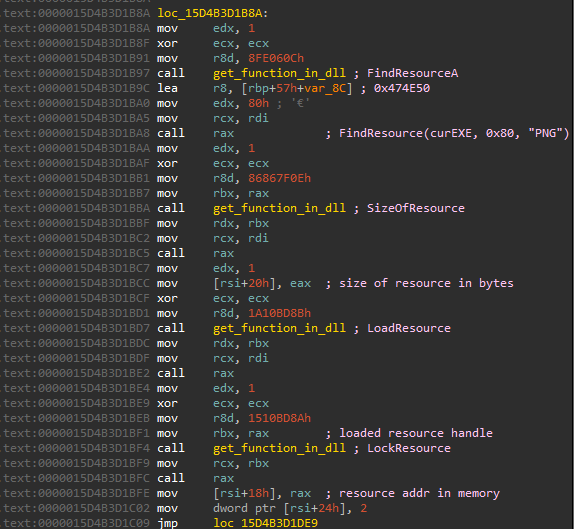 .text:0000015D4B3D1B8A
.text:0000015D4B3D1B8A loc_15D4B3D1B8A:
.text:0000015D4B3D1B8A mov edx, 1
.text:0000015D4B3D1B8F xor ecx, ecx
.text:0000015D4B3D1B91 mov r8d, 8FE060Ch
.text:0000015D4B3D1B97 call get_function_in_dll ; FindResourceA
.text:0000015D4B3D1B9C lea r8, [rbp+57h+var_8C] ; 0x474E50
.text:0000015D4B3D1BA0 mov edx, 80h ; '€'
.text:0000015D4B3D1BA5 mov rcx, rdi
.text:0000015D4B3D1BA8 call rax ; FindResource(curEXE, 0x80, "PNG")
.text:0000015D4B3D1BAA mov edx, 1
.text:0000015D4B3D1BAF xor ecx, ecx
.text:0000015D4B3D1BB1 mov r8d, 86867F0Eh
.text:0000015D4B3D1BB7 mov rbx, rax
.text:0000015D4B3D1BBA call get_function_in_dll ; SizeOfResource
.text:0000015D4B3D1BBF mov rdx, rbx
.text:0000015D4B3D1BC2 mov rcx, rdi
.text:0000015D4B3D1BC5 call rax
.text:0000015D4B3D1BC7 mov edx, 1
.text:0000015D4B3D1BCC mov [rsi+20h], eax ; size of resource in bytes
.text:0000015D4B3D1BCF xor ecx, ecx
.text:0000015D4B3D1BD1 mov r8d, 1A10BD8Bh
.text:0000015D4B3D1BD7 call get_function_in_dll ; LoadResource
.text:0000015D4B3D1BDC mov rdx, rbx
.text:0000015D4B3D1BDF mov rcx, rdi
.text:0000015D4B3D1BE2 call rax
.text:0000015D4B3D1BE4 mov edx, 1
.text:0000015D4B3D1BE9 xor ecx, ecx
.text:0000015D4B3D1BEB mov r8d, 1510BD8Ah
.text:0000015D4B3D1BF1 mov rbx, rax ; loaded resource handle
.text:0000015D4B3D1BF4 call get_function_in_dll ; LockResource
.text:0000015D4B3D1BF9 mov rcx, rbx
.text:0000015D4B3D1BFC call rax
.text:0000015D4B3D1BFE mov [rsi+18h], rax ; resource addr in memory
.text:0000015D4B3D1C02 mov dword ptr [rsi+24h], 2
.text:0000015D4B3D1C09 jmp loc_15D4B3D1DE9